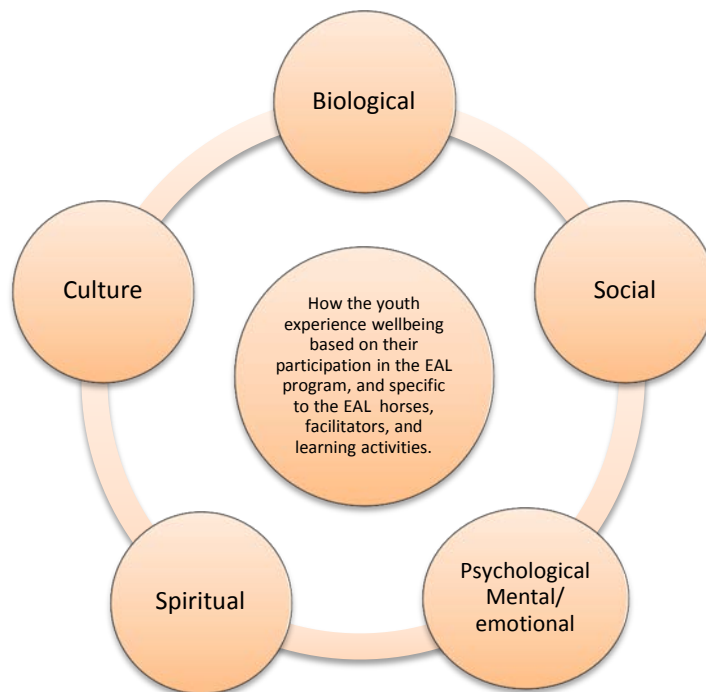 Biological
Culture
Social
How the youth
experience wellbeing
based on their
participation in the EAL
program, and specific
to the EAL horses,
facilitators, and
learning activities.
Spiritual
Psychological
Mental/
emotional